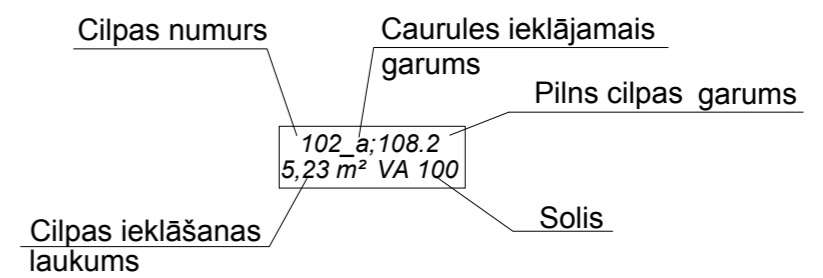 Cilpas numurs
Caurules ieklājamais
garums
Pilns cilpas garums
102_a;108.2
5,23 m² VA 100
Cilpas ieklāšanas
laukums
Solis